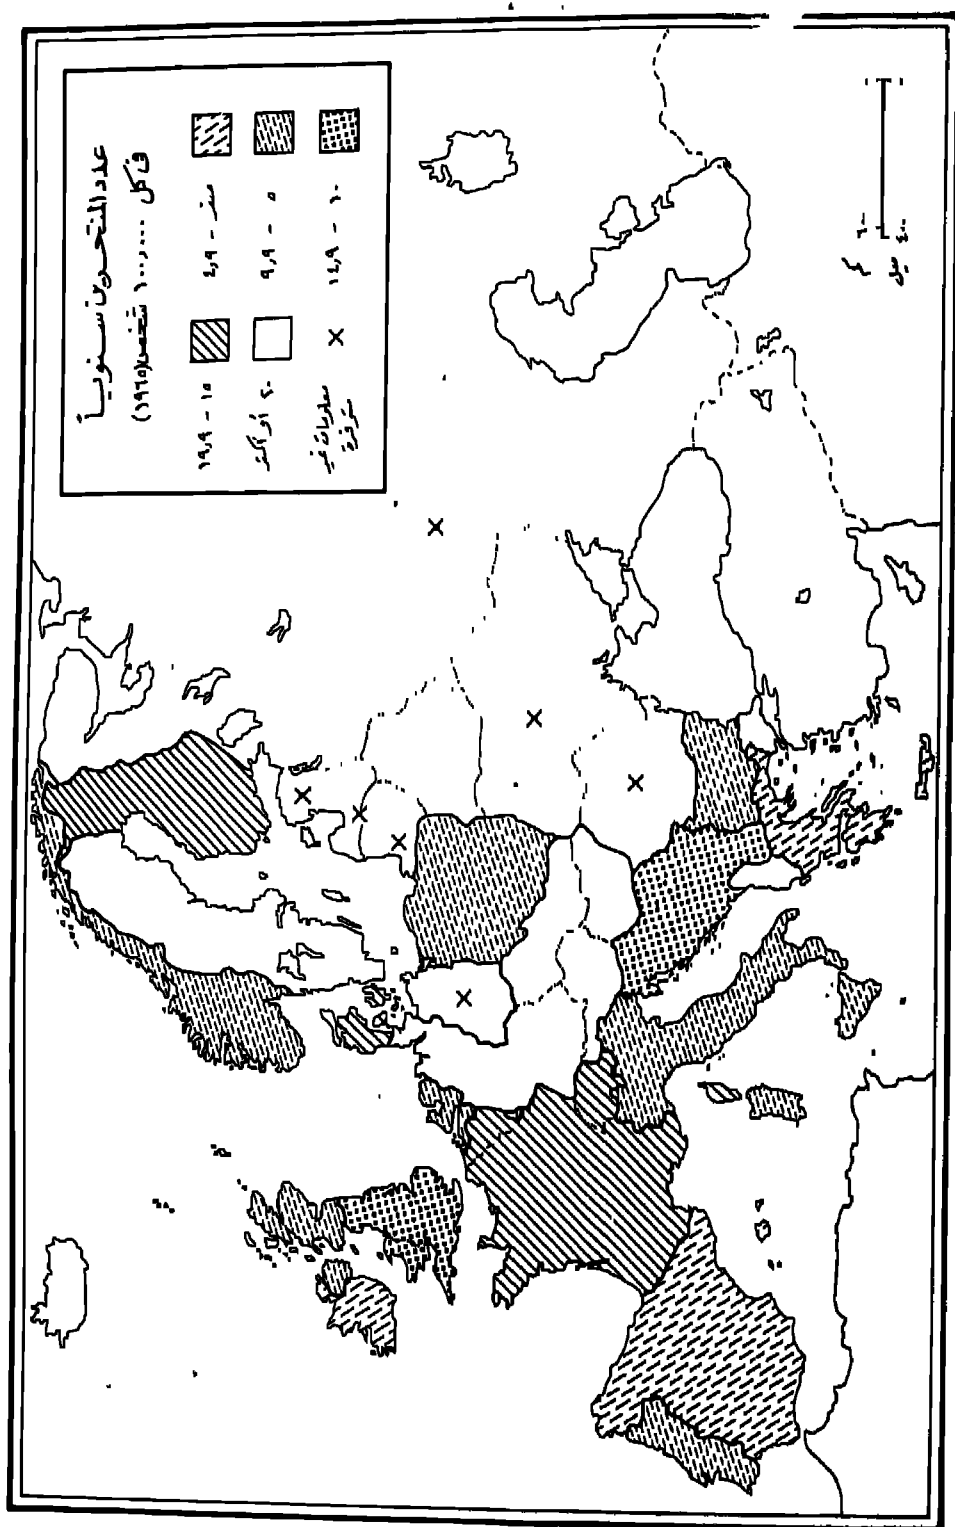 عدد المنتحرين سنوياً
في كل ١٠٠,٠٠٠ شخص (١٩٦٥)
صفر - ٤,٩
١٥ - ١٩,٩
٥ - ٩,٩
٢٠ أو أكثر
١٠ - ١٤,٩
معلومات غير متوفرة
٤٠٠ ميل